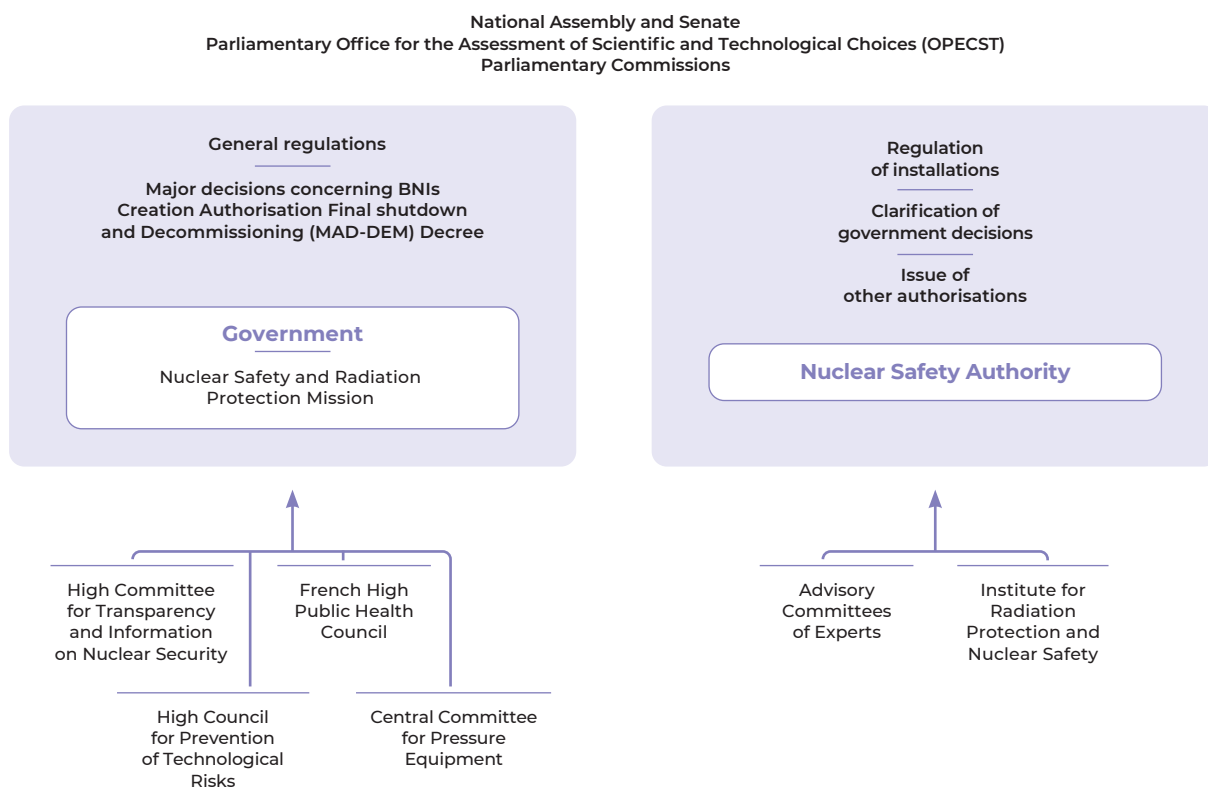 National Assembly and Senate
Parliamentary Office for the Assessment of Scientific and Technological Choices (OPECST)
Parliamentary Commissions
General regulations
Major decisions concerning BNIs
Creation Authorisation Final shutdown
and Decommissioning (MAD-DEM) Decree
Government
Nuclear Safety and Radiation
Protection Mission
Regulation
of installations
Clarification of
government decisions
Issue of
other authorisations
Nuclear Safety Authority
High Committee
for Transparency
and Information
on Nuclear Security
French High
Public Health
Council
High Council
for Prevention
of Technological
Risks
Central Committee
for Pressure
Equipment
Advisory
Committees
of Experts
Institute for
Radiation
Protection and
Nuclear Safety